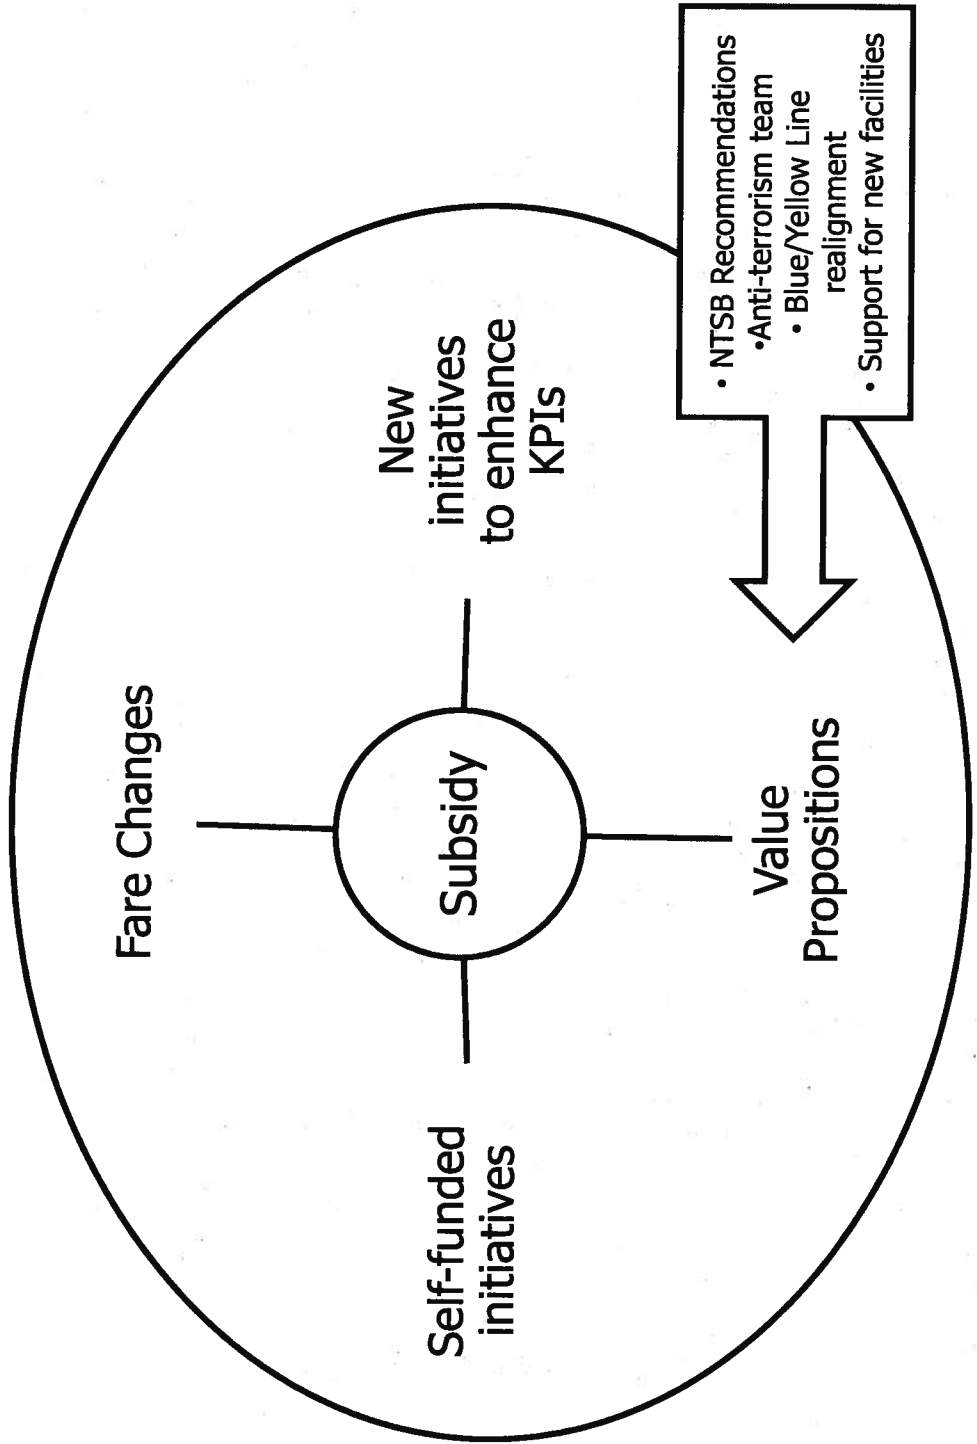 Fare Changes
Self-funded
initiatives
Subsidy
New
initiatives
to enhance
KPIs
Value
Propositions
• NTSB Recommendations
•Anti-terrorism team
• Blue/Yellow Line
realignment
• Support for new facilities